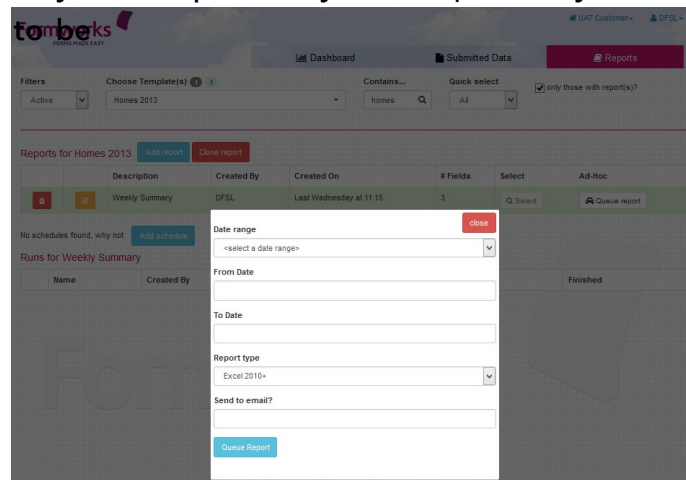 to be
Formworks
FORMS MADE EASY
UAT Customer
DFSL
Dashboard
Submitted Data
Reports
Filters
Choose Template(s)
Contains...
Quick select
only those with report(s)?
Active
Homes 2013
homes
All
Reports for Homes 2013
Add report
Clone report
Description Created By Created On # Fields Select Ad-Hoc
Weekly Summary DFSL Last Wednesday at 11:15 3 Select Queue report
No schedules found, why not
Add schedule
Runs for Weekly Summary
Name Created By Finished
close
Date range
<select a date range>
From Date
To Date
Report type
Excel 2010+
Send to email?
Queue Report